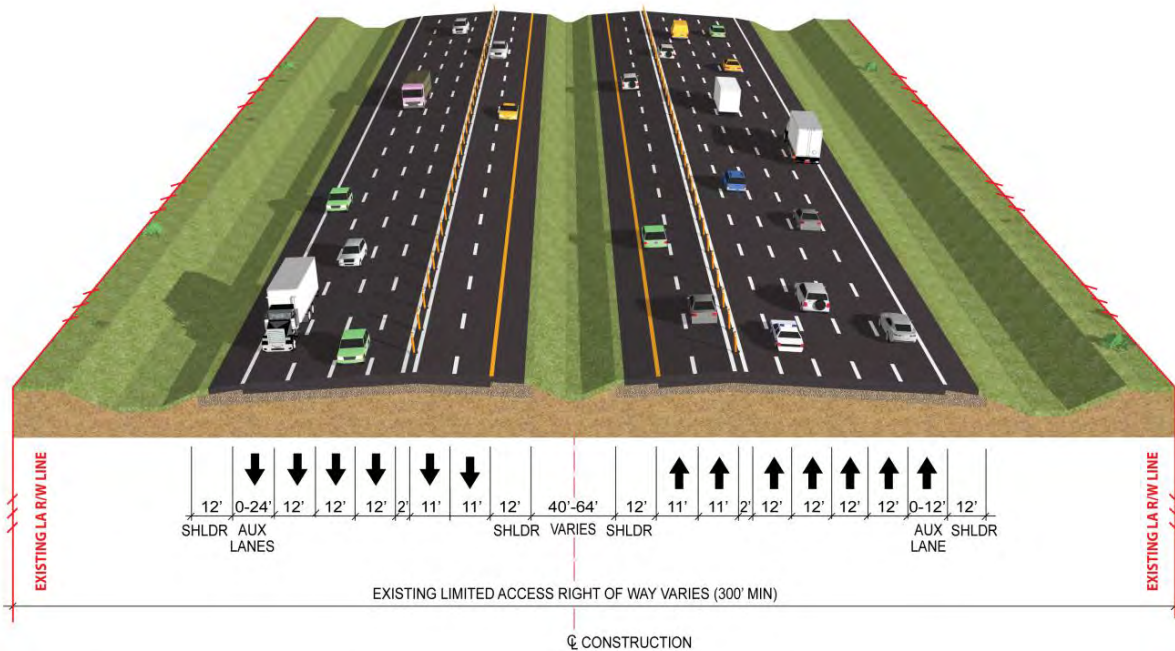 12' 0-24' 12' 12' 12' 2' 11' 11' 12' 40'-64' 12' 11' 11' 2' 12' 12' 12' 12' 0-12' 12'
SHLDR AUX LANES SHLDR VARIES SHLDR AUX LANE SHLDR
EXISTING LA R/W LINE
EXISTING LA R/W LINE
EXISTING LIMITED ACCESS RIGHT OF WAY VARIES (300' MIN)
℄ CONSTRUCTION